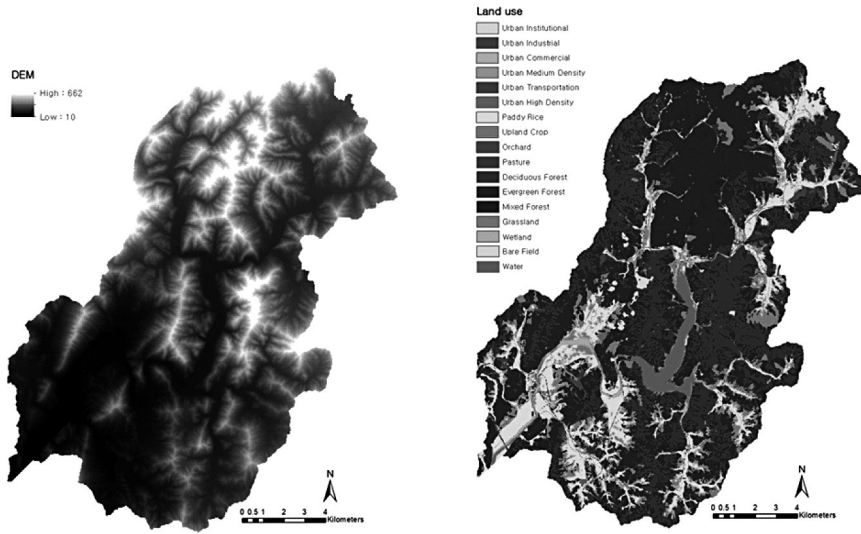 DEM
High : 662
Low : 10
N
0 0.5 1 2 3 4
Kilometers
Land use
Urban Institutional
Urban Industrial
Urban Commercial
Urban Medium Density
Urban Transportation
Urban High Density
Paddy Rice
Upland Crop
Orchard
Pasture
Deciduous Forest
Evergreen Forest
Mixed Forest
Grassland
Wetland
Bare Field
Water
N
0 0.5 1 2 3 4
Kilometers